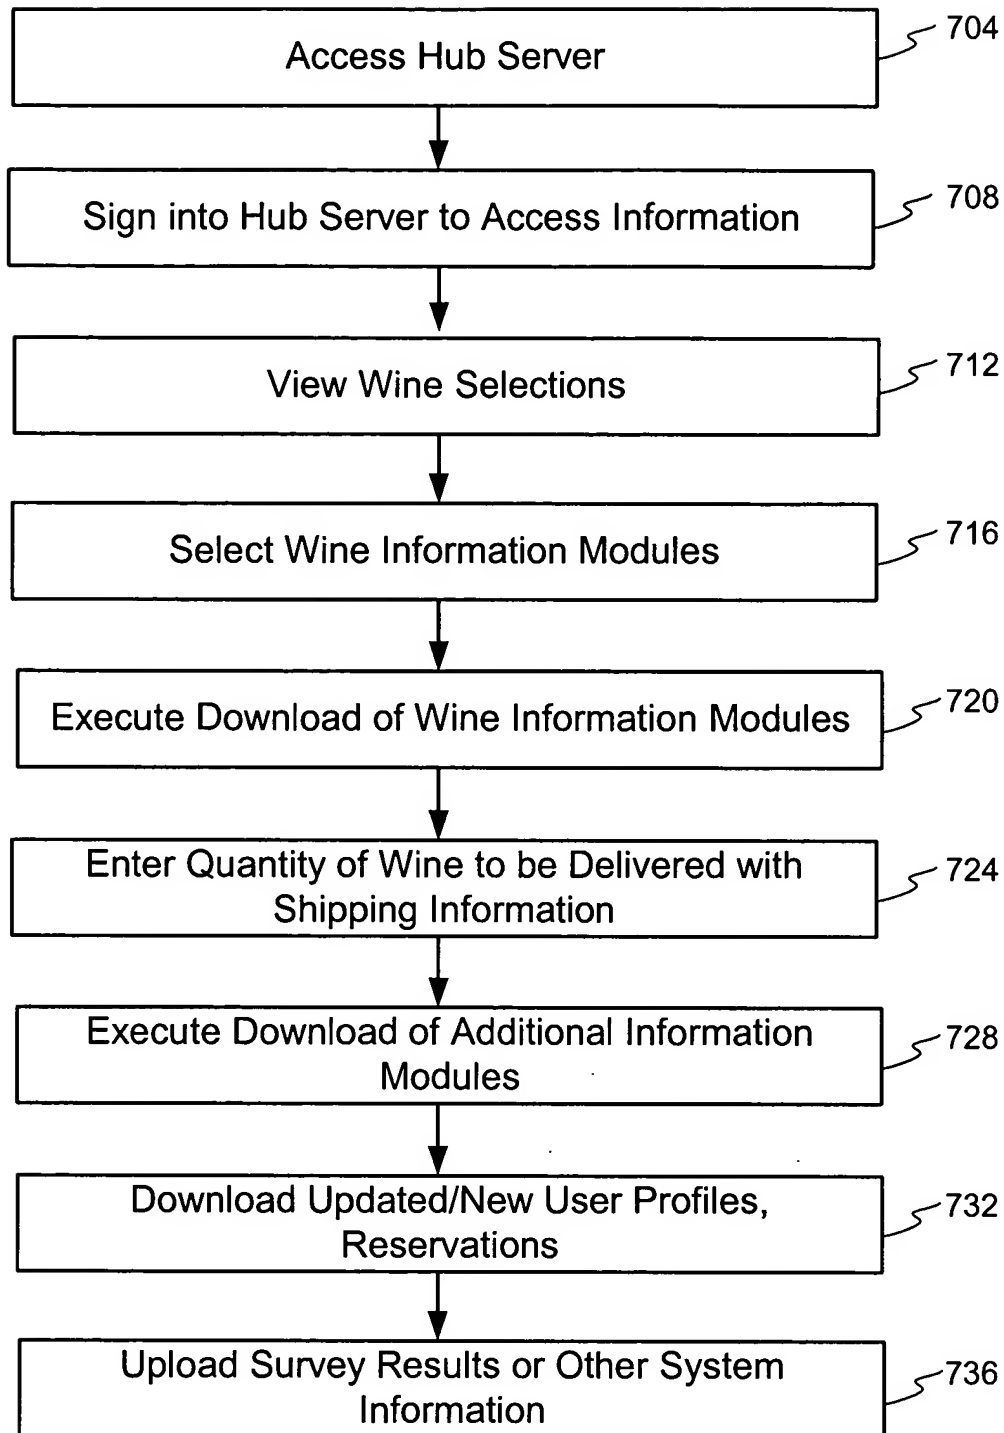 Access Hub Server
704
Sign into Hub Server to Access Information
708
View Wine Selections
712
Select Wine Information Modules
716
Execute Download of Wine Information Modules
720
Enter Quantity of Wine to be Delivered with
Shipping Information
724
Execute Download of Additional Information
Modules
728
Download Updated/New User Profiles,
Reservations
732
Upload Survey Results or Other System
Information
736